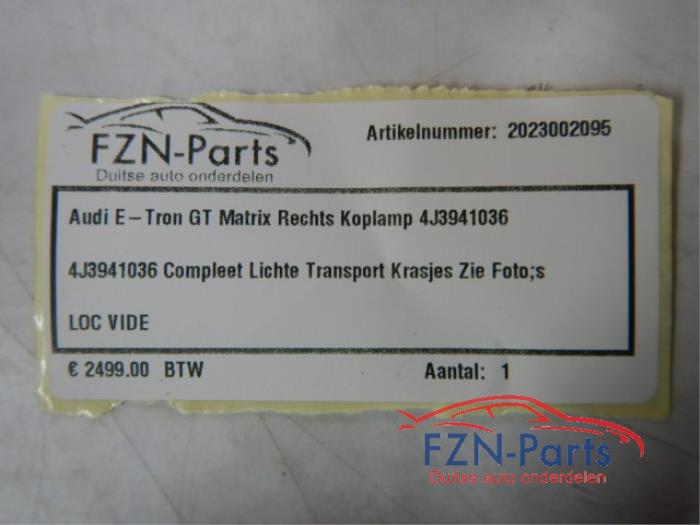 FZN-Parts
Duitse auto onderdelen
Artikelnummer: 2023002095
Audi E-Tron GT Matrix Rechts Koplamp 4J3941036
4J3941036 Compleet Lichte Transport Krasjes Zie Foto;s
LOC VIDE
€ 2499.00 BTW
Aantal: 1
FZN-Parts
Duitse auto onderdelen